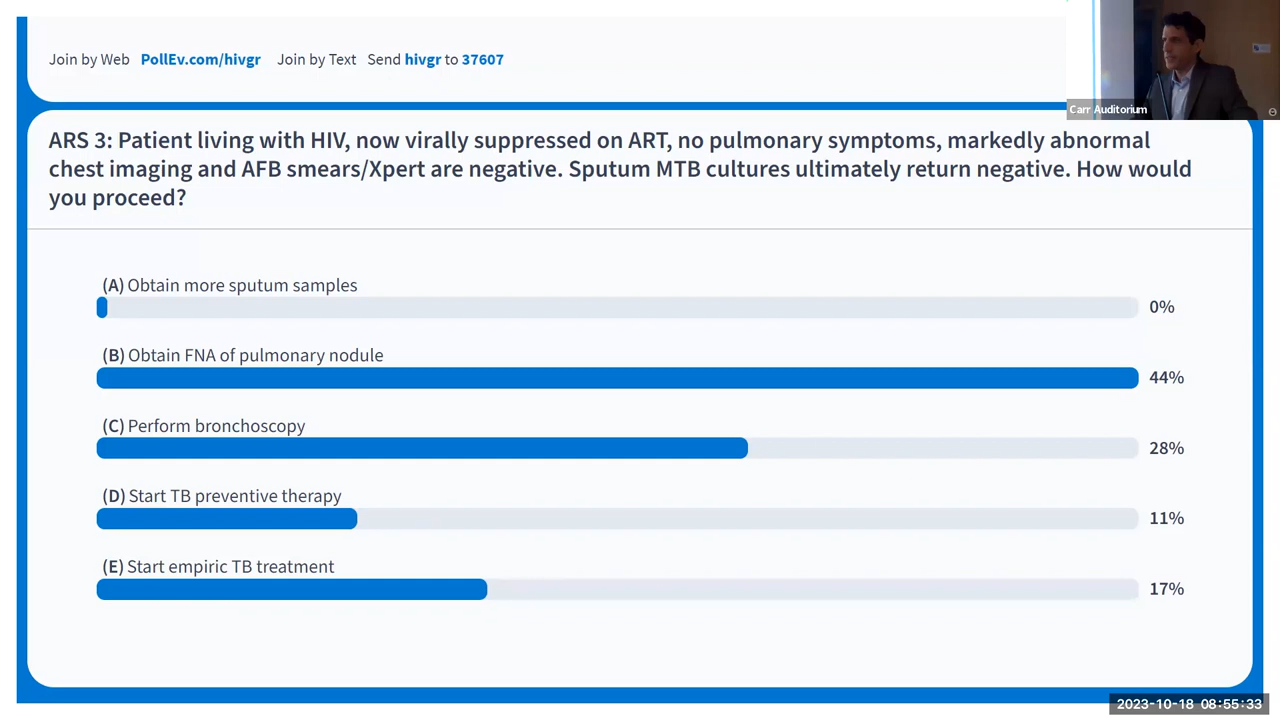 Join by Web PollEv.com/hivgr Join by Text Send hivgr to 37607
Carr Auditorium
ARS 3: Patient living with HIV, now virally suppressed on ART, no pulmonary symptoms, markedly abnormal
chest imaging and AFB smears/Xpert are negative. Sputum MTB cultures ultimately return negative. How would
you proceed?
(A) Obtain more sputum samples
0%
(B) Obtain FNA of pulmonary nodule
44%
(C) Perform bronchoscopy
28%
(D) Start TB preventive therapy
11%
(E) Start empiric TB treatment
17%
2023-10-18 08:55:33